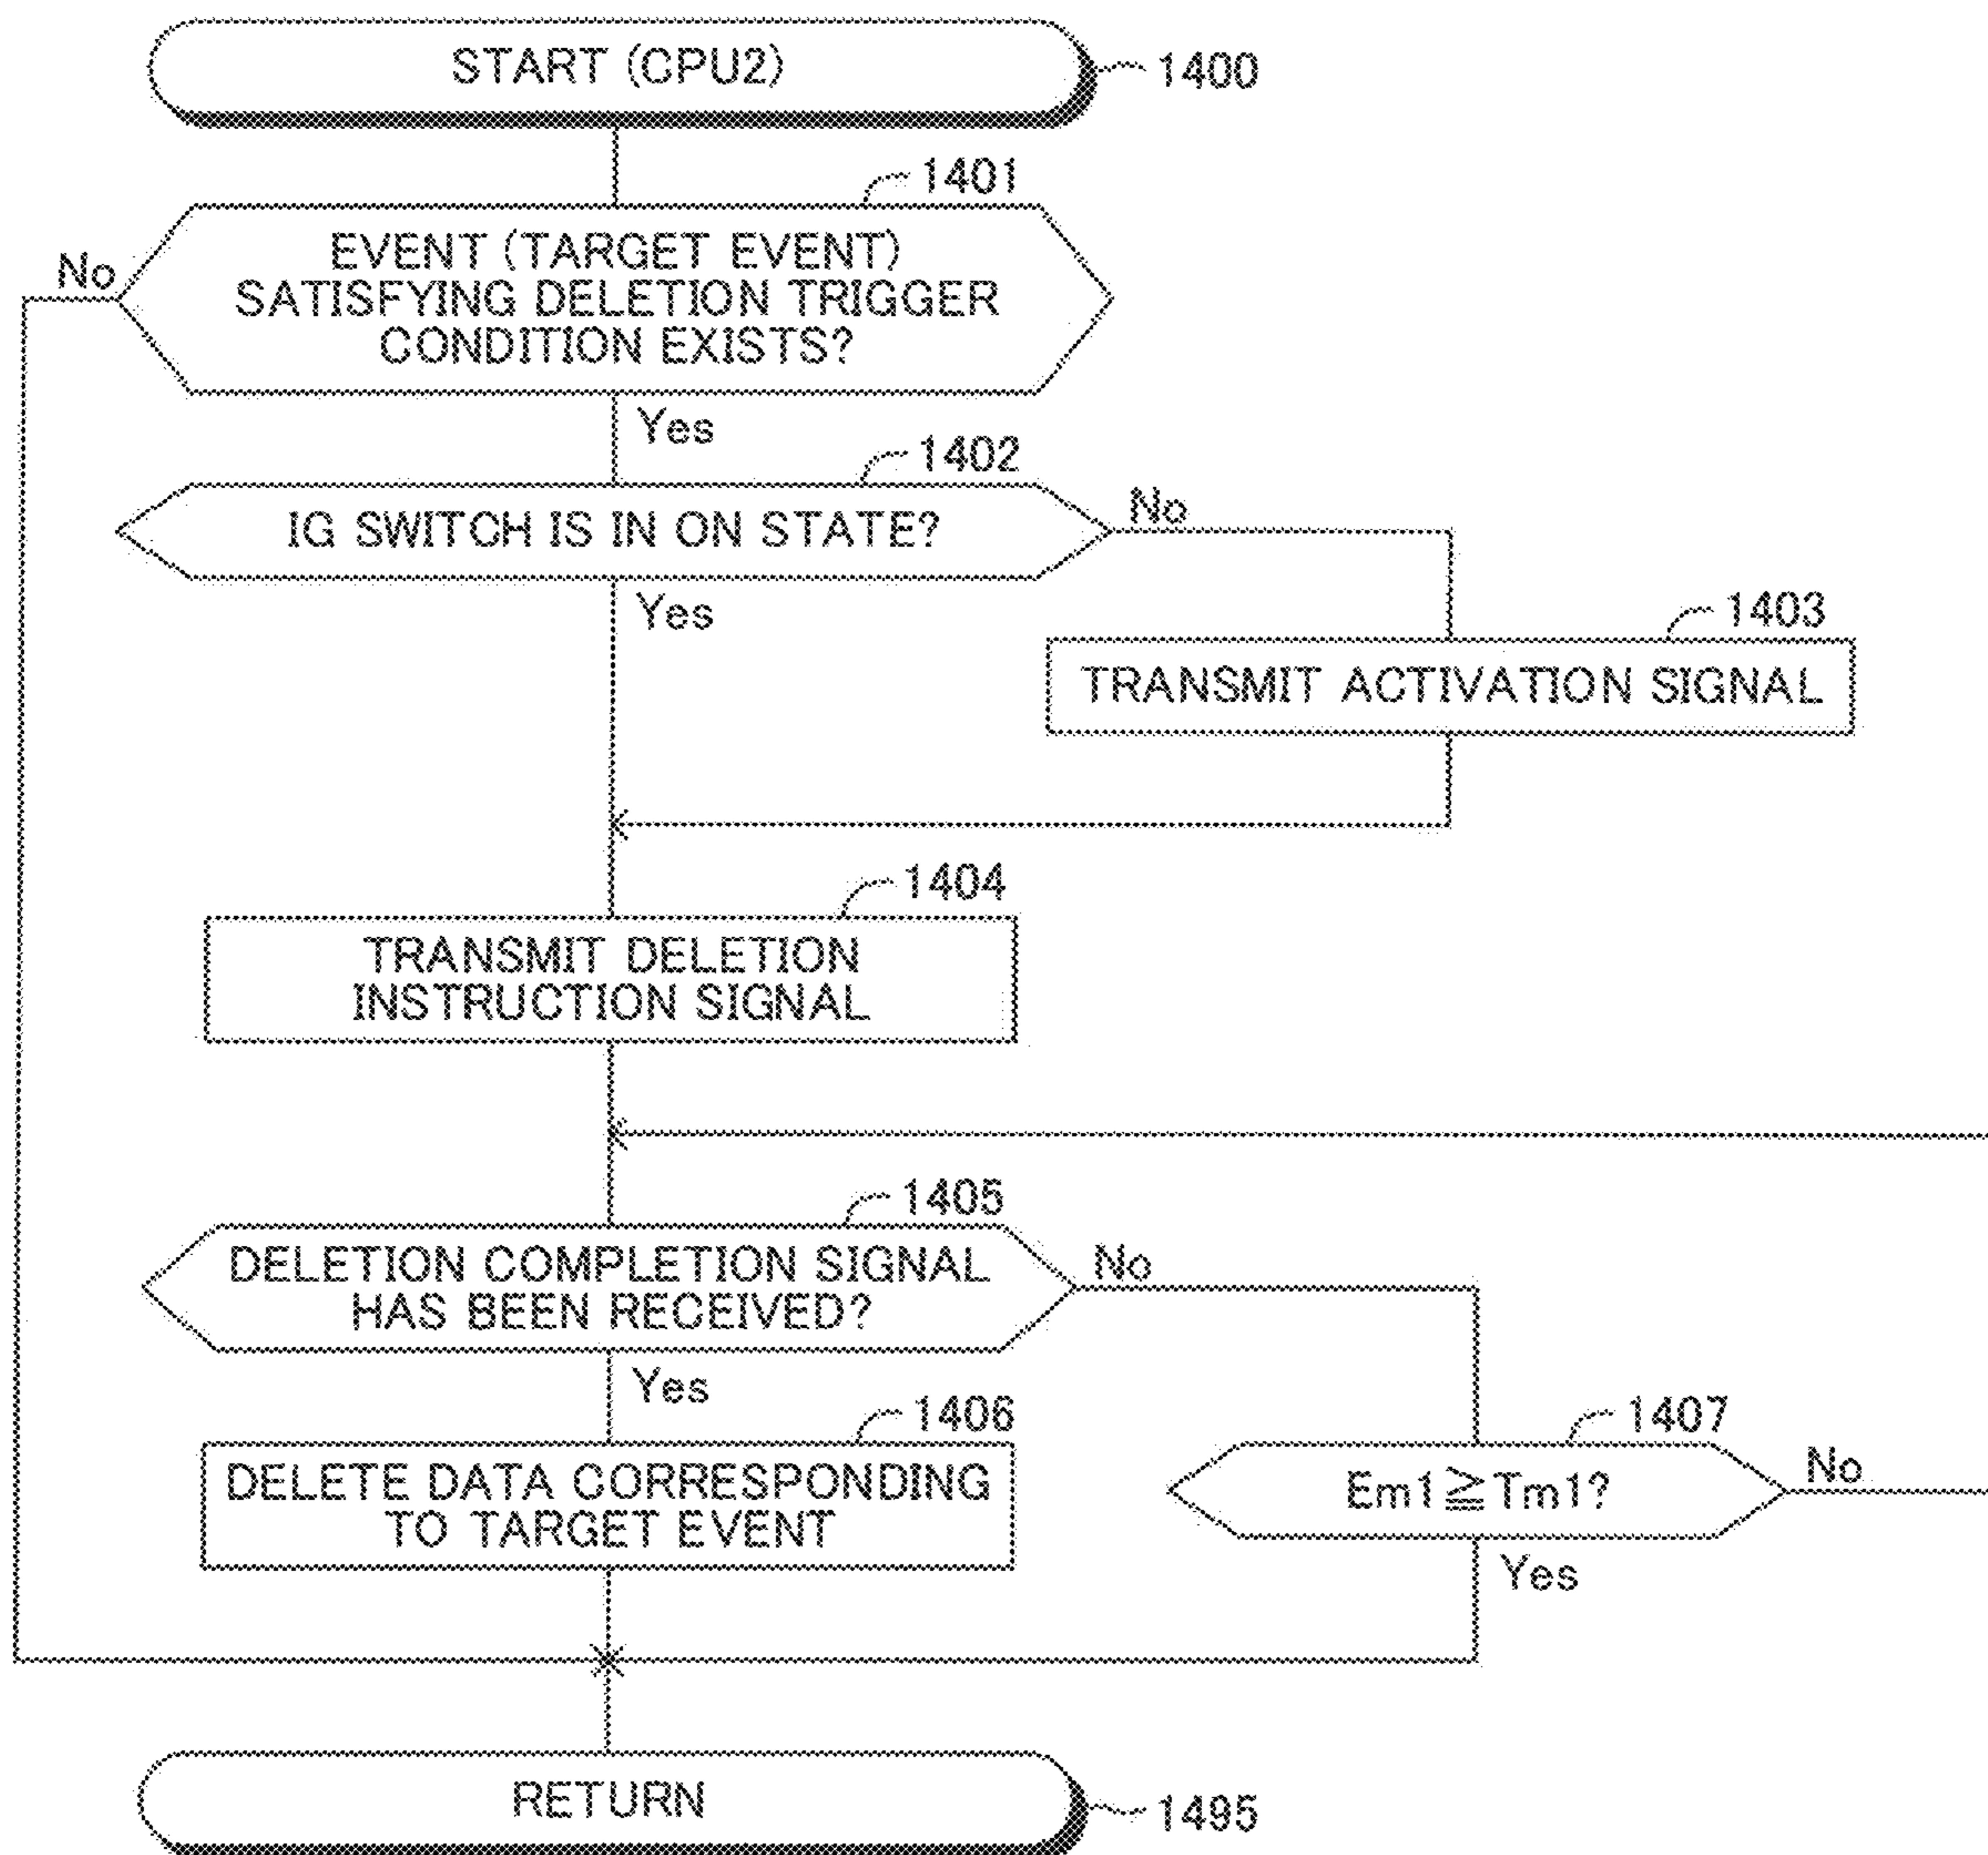 START (CPU2)
1400
1401
No
EVENT (TARGET EVENT)
SATISFYING DELETION TRIGGER
CONDITION EXISTS?
Yes
1402
IG SWITCH IS IN ON STATE?
No
Yes
1403
TRANSMIT ACTIVATION SIGNAL
1404
TRANSMIT DELETION
INSTRUCTION SIGNAL
1405
DELETION COMPLETION SIGNAL
HAS BEEN RECEIVED?
No
Yes
1406
DELETE DATA CORRESPONDING
TO TARGET EVENT
1407
Em1≧Tm1?
No
Yes
RETURN
1495